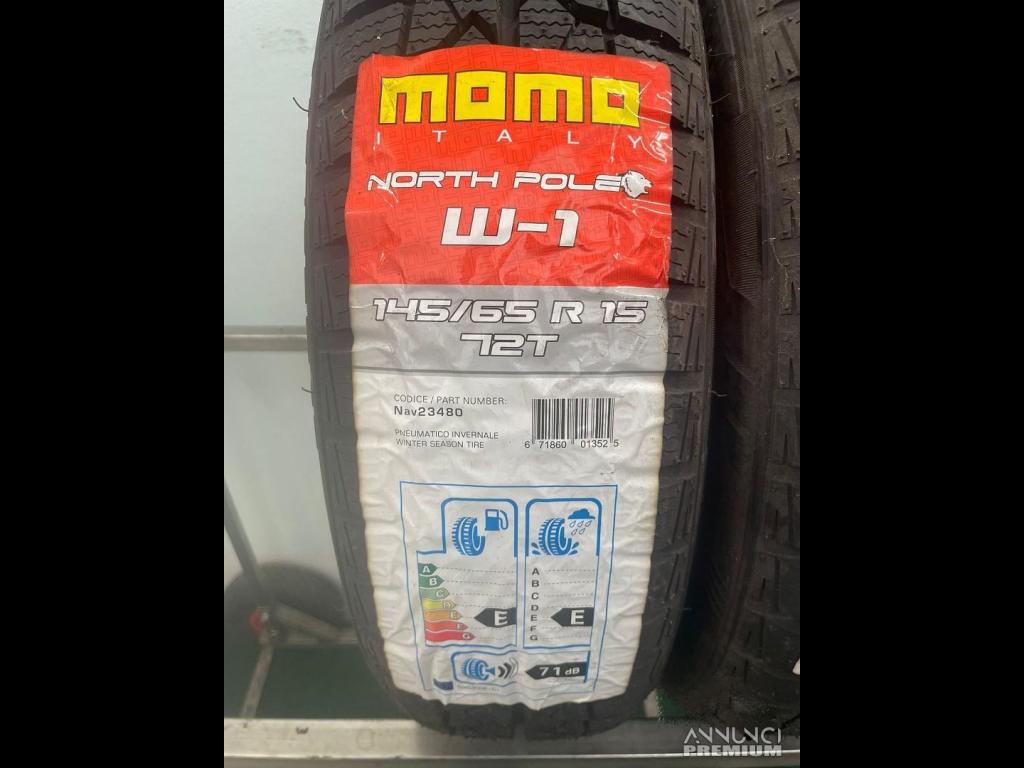 momo
ITALY
NORTH POLE
W-1
145/65 R 15
72T
CODICE / PART NUMBER:
Nav23480
PNEUMATICO INVERNALE
WINTER SEASON TIRE
6 71860 01352 5
A
B
C
D
E
F
G
E
A
B
C
D
E
F
G
E
71 dB
ANNUNCI
PREMIUM